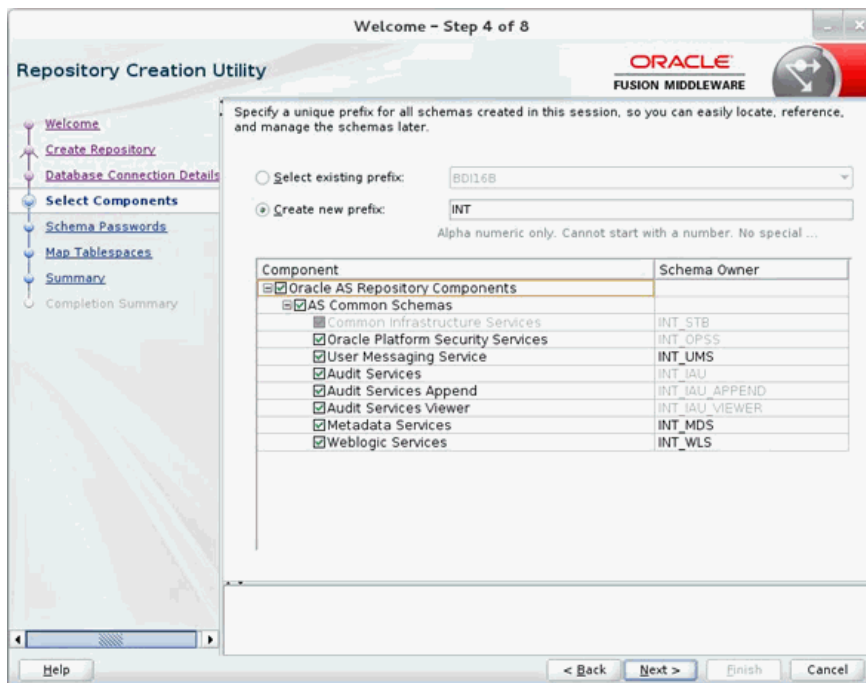 Welcome - Step 4 of 8
Repository Creation Utility
ORACLE
FUSION MIDDLEWARE
Welcome
Create Repository
Database Connection Details
Select Components
Schema Passwords
Map Tablespaces
Summary
Completion Summary
Specify a unique prefix for all schemas created in this session, so you can easily locate, reference,
and manage the schemas later.
Select existing prefix: BDI16B
Create new prefix: INT
Alpha numeric only. Cannot start with a number. No special ...
Component Schema Owner
Oracle AS Repository Components
AS Common Schemas
Common Infrastructure Services INT_STB
Oracle Platform Security Services INT_OPSS
User Messaging Service INT_UMS
Audit Services INT_IAU
Audit Services Append INT_IAU_APPEND
Audit Services Viewer INT_IAU_VIEWER
Metadata Services INT_MDS
Weblogic Services INT_WLS
Help < Back Next > Finish Cancel